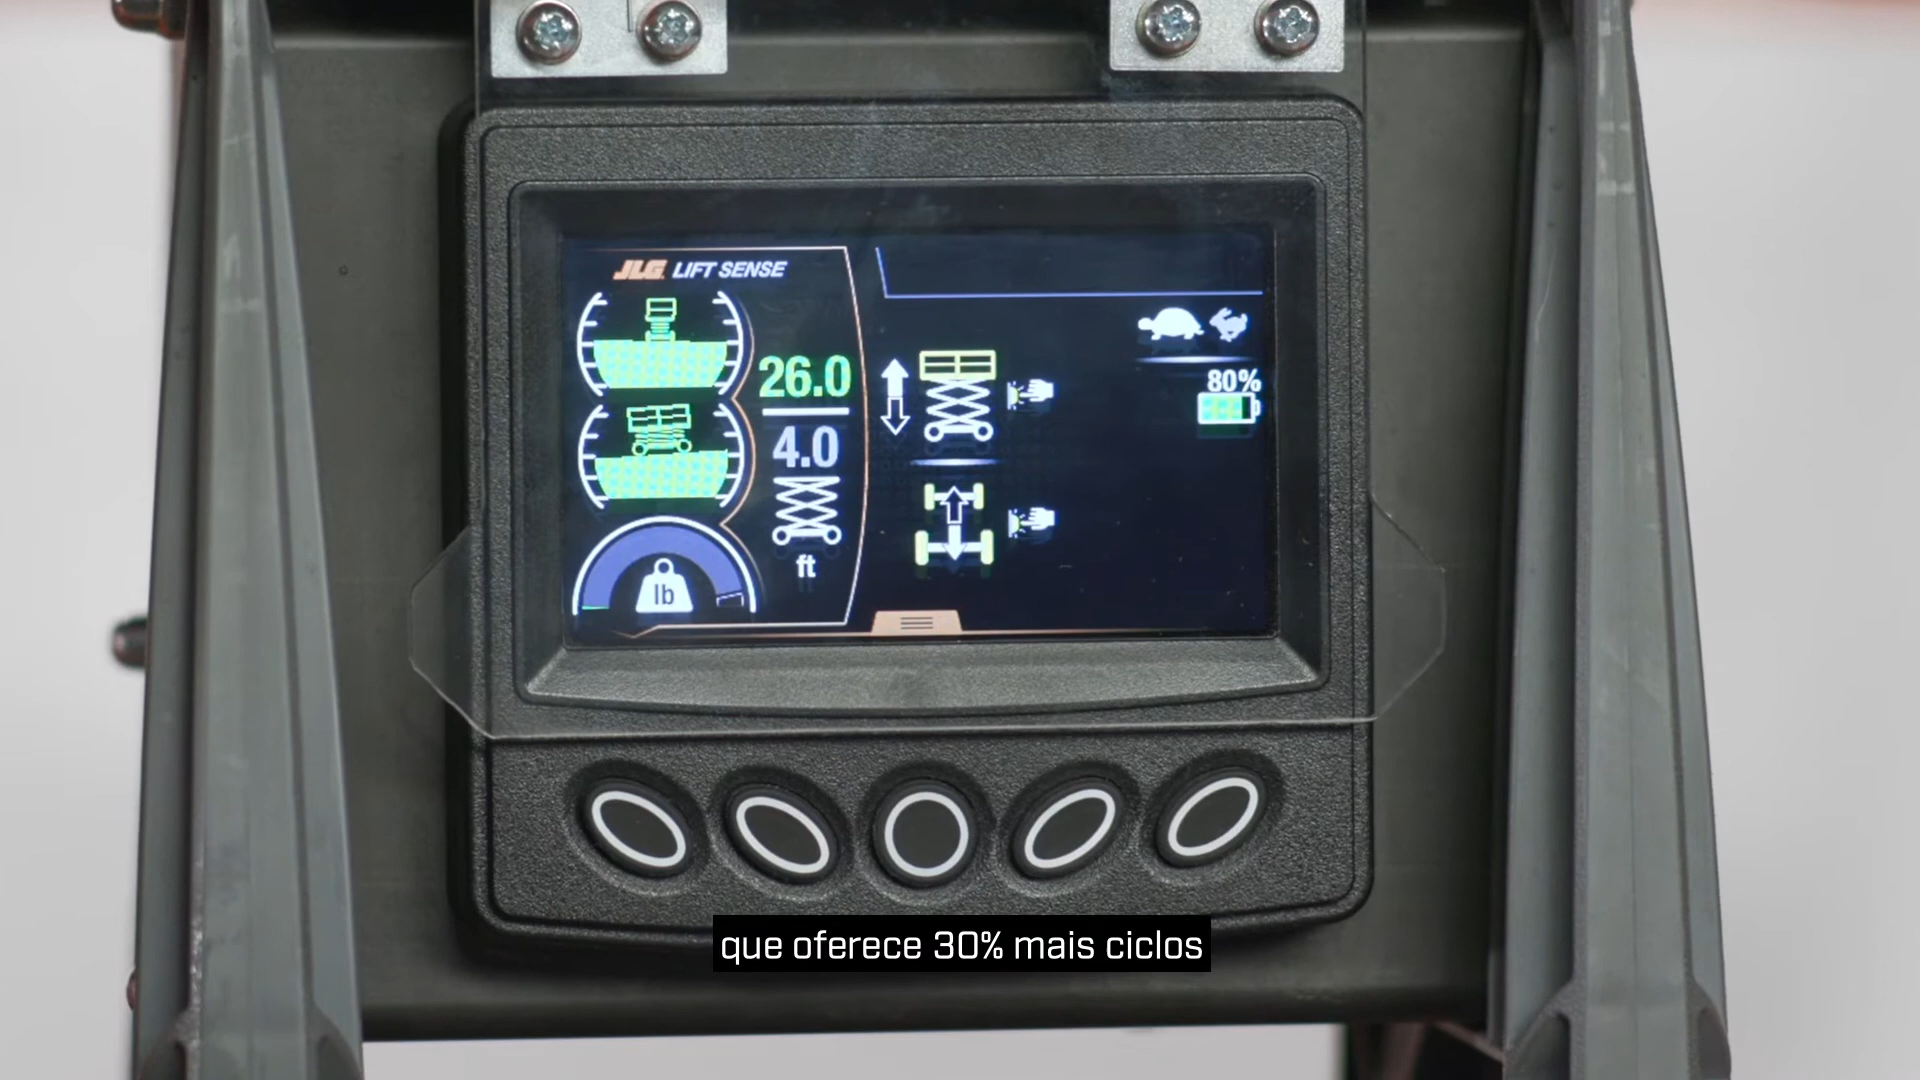 JLG LIFT SENSE
26.0
4.0
ft
lb
80%
que oferece 30% mais ciclos